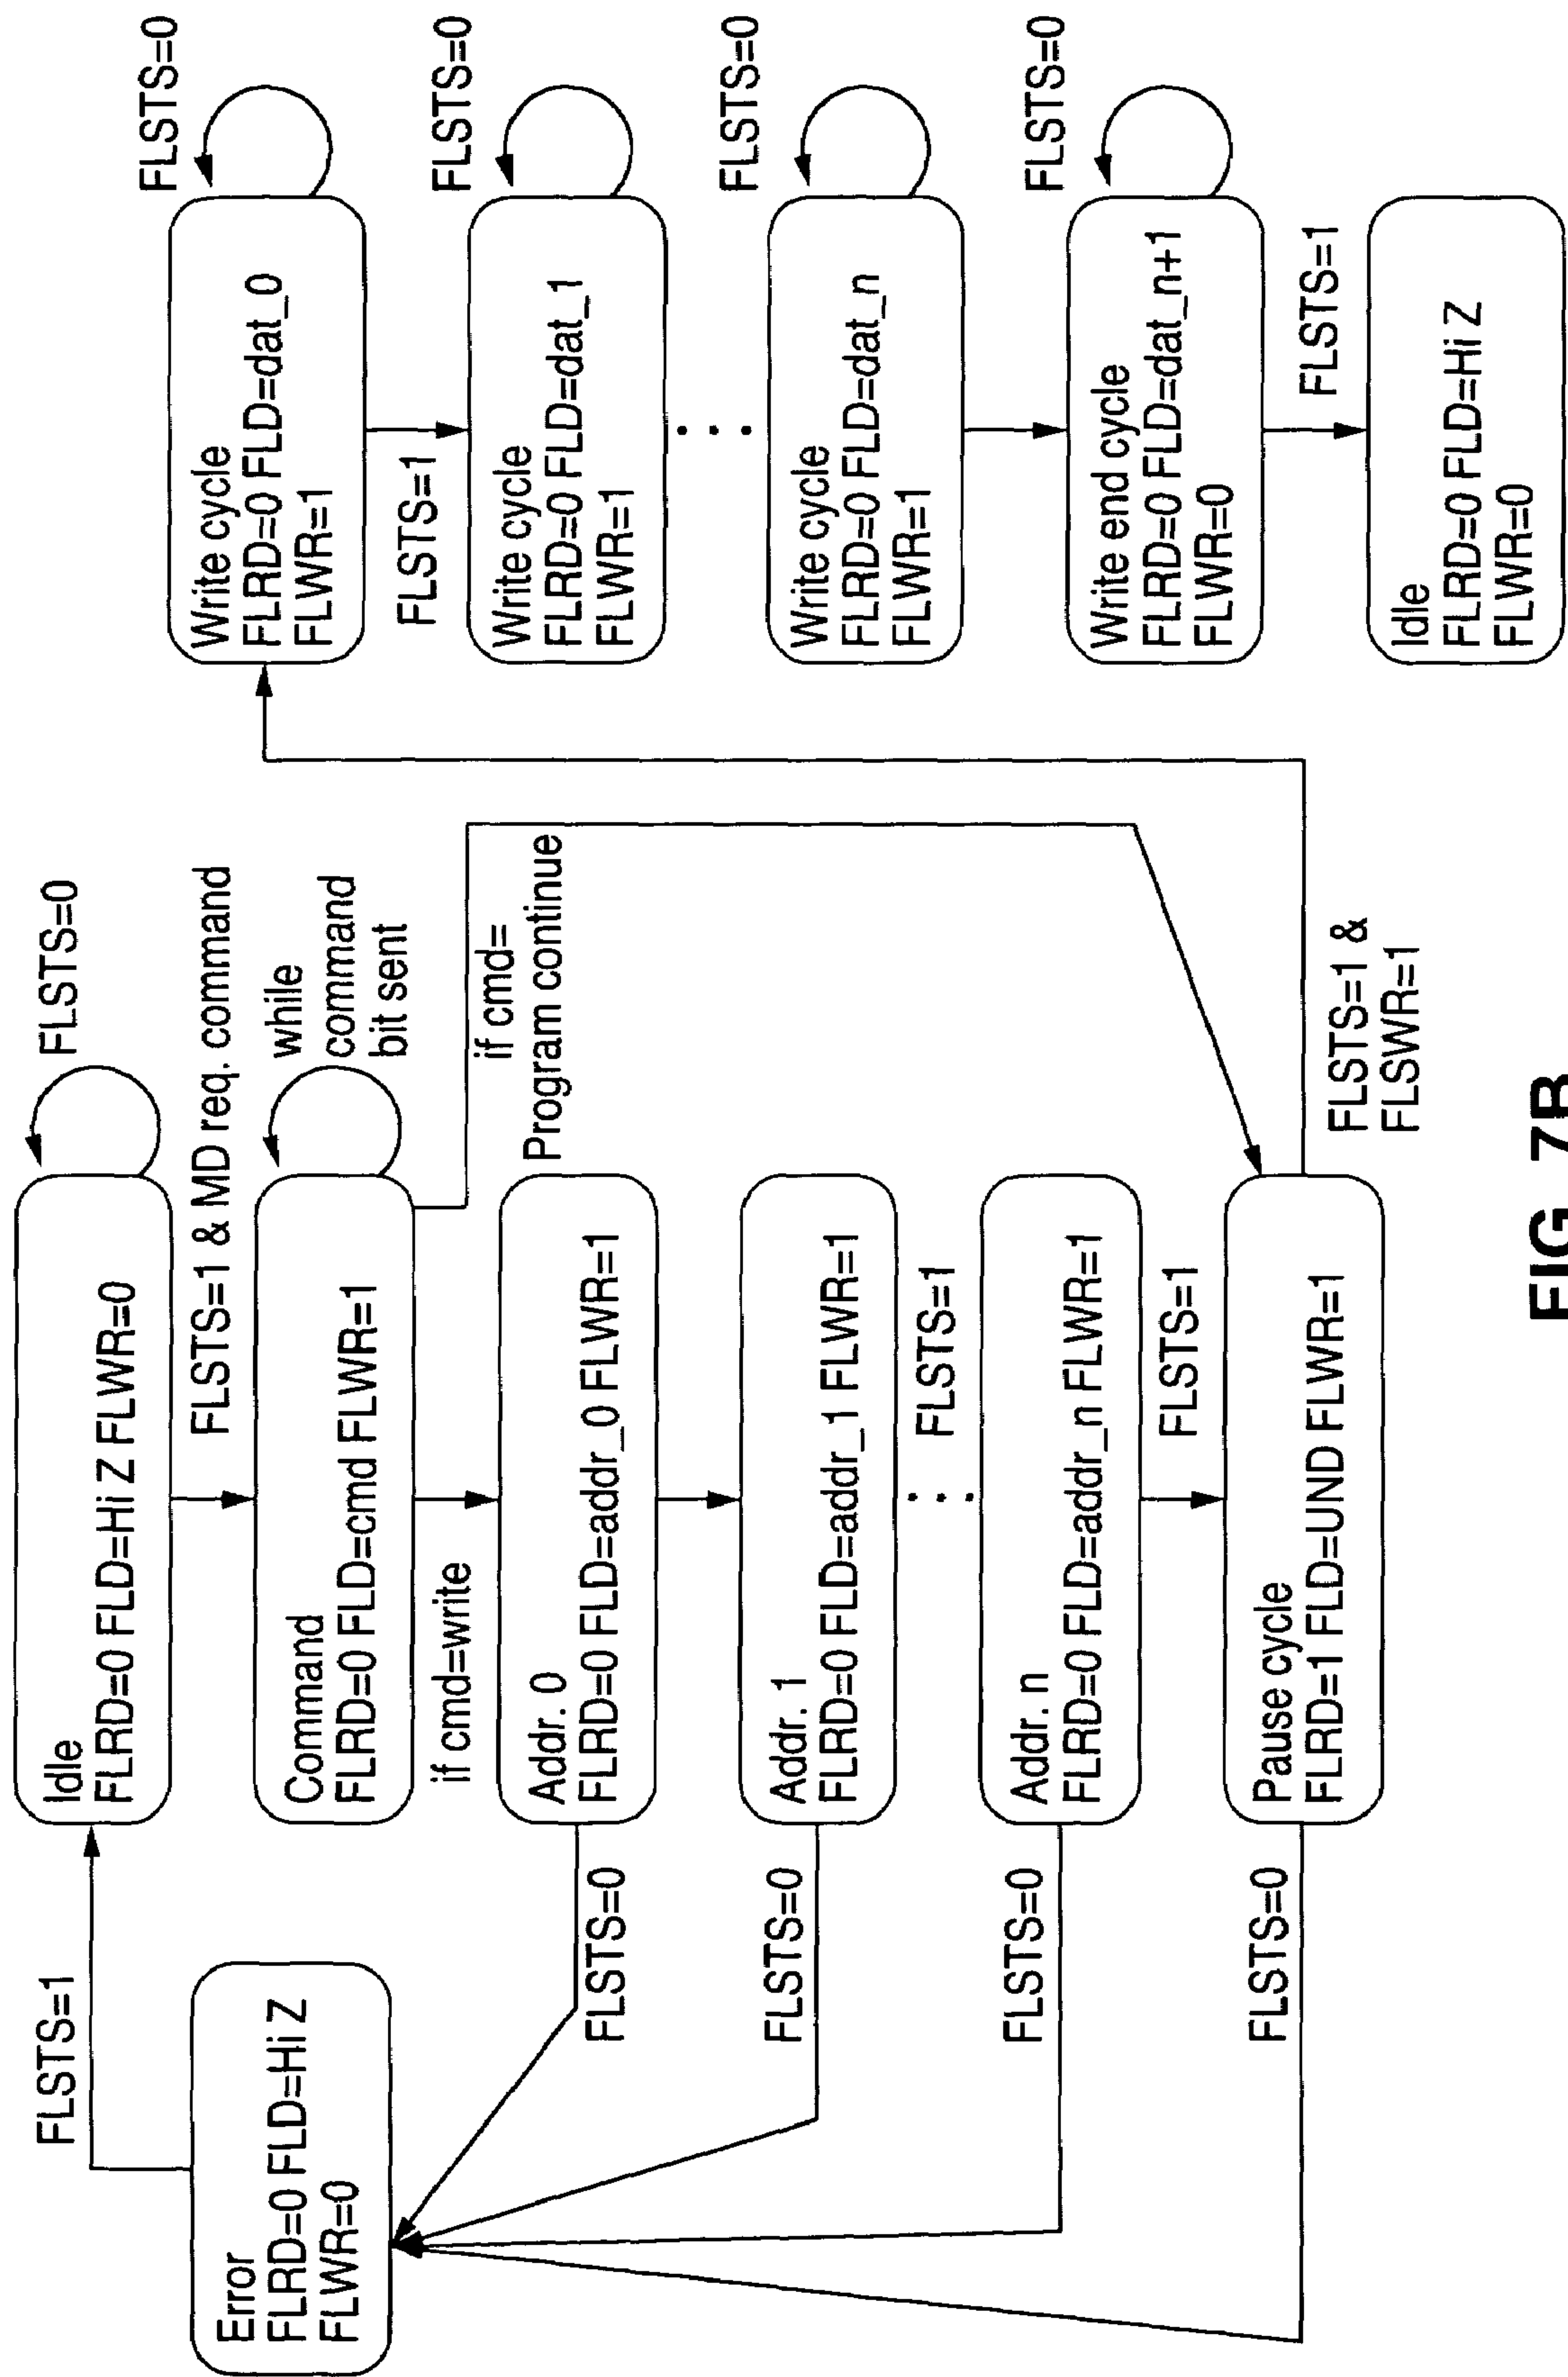 Error
FLRD=0 FLD=Hi Z
FLWR=0
FLSTS=1
Idle
FLRD=0 FLD=Hi Z FLWR=0
FLSTS=0
FLSTS=1 & MD req. command
Command
FLRD=0 FLD=cmd FLWR=1
while
command
bit sent
if cmd=write
if cmd=
Program continue
Addr. 0
FLRD=0 FLD=addr_0 FLWR=1
FLSTS=0
Addr. 1
FLRD=0 FLD=addr_1 FLWR=1
FLSTS=0
FLSTS=1
Addr. n
FLRD=0 FLD=addr_n FLWR=1
FLSTS=0
FLSTS=1
Pause cycle
FLRD=1 FLD=UND FLWR=1
FLSTS=0
FLSTS=1 &
FLSWR=1
Write cycle
FLRD=0 FLD=dat_0
FLWR=1
FLSTS=0
FLSTS=1
Write cycle
FLRD=0 FLD=dat_1
FLWR=1
FLSTS=0
Write cycle
FLRD=0 FLD=dat_n
FLWR=1
FLSTS=0
Write end cycle
FLRD=0 FLD=dat_n+1
FLWR=0
FLSTS=0
FLSTS=1
Idle
FLRD=0 FLD=Hi Z
FLWR=0
FIG. 7B